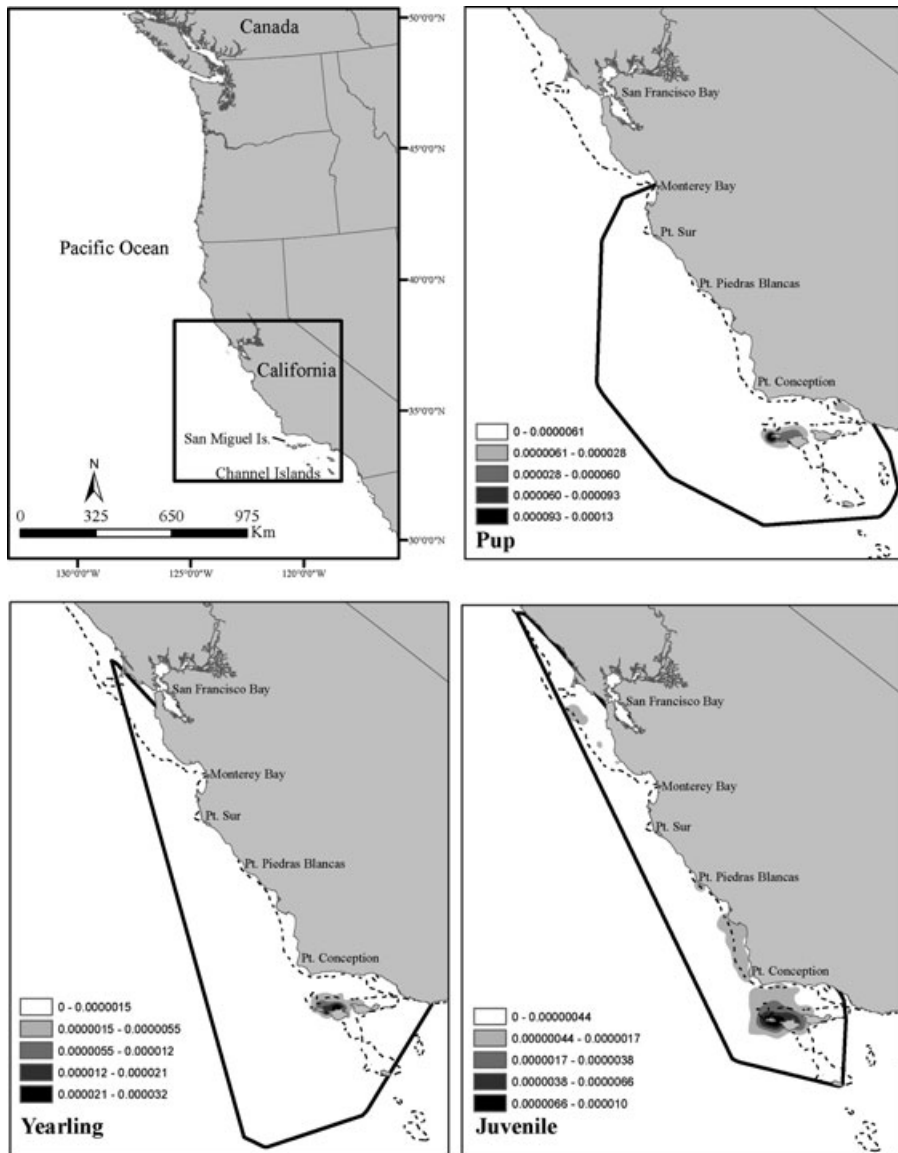 Canada
50°0'0"N
45°0'0"N
Pacific Ocean
40°0'0"N
California
San Miguel Is.
35°0'0"N
Channel Islands
N
0 325 650 975
Km
30°0'0"N
130°0'0"W 125°0'0"W 120°0'0"W
San Francisco Bay
Monterey Bay
Pt. Sur
Pt. Piedras Blancas
Pt. Conception
0 - 0.0000061
0.0000061 - 0.000028
0.000028 - 0.000060
0.000060 - 0.000093
0.000093 - 0.00013
Pup
San Francisco Bay
Monterey Bay
Pt. Sur
Pt. Piedras Blancas
Pt. Conception
0 - 0.0000015
0.0000015 - 0.0000055
0.0000055 - 0.000012
0.000012 - 0.000021
0.000021 - 0.000032
Yearling
San Francisco Bay
Monterey Bay
Pt. Sur
Pt. Piedras Blancas
Pt. Conception
0 - 0.00000044
0.00000044 - 0.0000017
0.0000017 - 0.0000038
0.0000038 - 0.0000066
0.0000066 - 0.000010
Juvenile